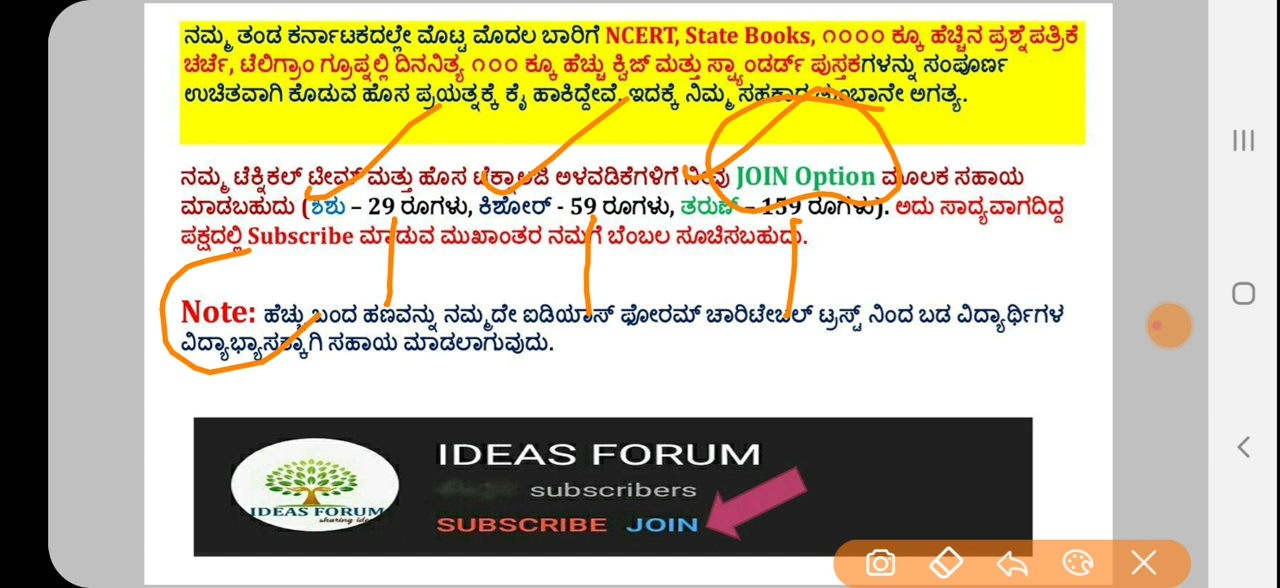 ನಮ್ಮ ತಂಡ ಕರ್ನಾಟಕದಲ್ಲೇ ಮೊಟ್ಟ ಮೊದಲ ಬಾರಿಗೆ NCERT, State Books, ೧೦೦೦ ಕ್ಕೂ ಹೆಚ್ಚಿನ ಪ್ರಶ್ನೆಪತ್ರಿಕೆ
ಚರ್ಚೆ, ಟೆಲಿಗ್ರಾಂ ಗ್ರೂಪ್ನಲ್ಲಿ ದಿನನಿತ್ಯ ೧೦೦ ಕ್ಕೂ ಹೆಚ್ಚು ಕ್ವಿಜ್ ಮತ್ತು ಸ್ಟ್ಯಾಂಡರ್ಡ್ ಪುಸ್ತಕಗಳನ್ನು ಸಂಪೂರ್ಣ
ಉಚಿತವಾಗಿ ಕೊಡುವ ಹೊಸ ಪ್ರಯತ್ನಕ್ಕೆ ಕೈ ಹಾಕಿದ್ದೇವೆ. ಇದಕ್ಕೆ ನಿಮ್ಮ ಸಹಕಾರ ತುಂಬಾನೇ ಅಗತ್ಯ.
ನಮ್ಮ ಟೆಕ್ನಿಕಲ್ ಟೀಮ್ ಮತ್ತು ಹೊಸ ಟೆಕ್ನಾಲಜಿ ಅಳವಡಿಕೆಗಳಿಗೆ ನೀವು JOIN Option ಮೂಲಕ ಸಹಾಯ
ಮಾಡಬಹುದು (ಶಿಶು – 29 ರೂಗಳು, ಕಿಶೋರ್ - 59 ರೂಗಳು, ತರುಣ್ – 159 ರೂಗಳು). ಅದು ಸಾದ್ಯವಾಗದಿದ್ದ
ಪಕ್ಷದಲ್ಲಿ Subscribe ಮಾಡುವ ಮುಖಾಂತರ ನಮಗೆ ಬೆಂಬಲ ಸೂಚಿಸಬಹುದು.
Note: ಹೆಚ್ಚು ಬಂದ ಹಣವನ್ನು ನಮ್ಮದೇ ಐಡಿಯಾಸ್ ಫೋರಮ್ ಚಾರಿಟೇಬಲ್ ಟ್ರಸ್ಟ್ ನಿಂದ ಬಡ ವಿದ್ಯಾರ್ಥಿಗಳ
ವಿದ್ಯಾಭ್ಯಾಸಕ್ಕಾಗಿ ಸಹಾಯ ಮಾಡಲಾಗುವುದು.
IDEAS FORUM
subscribers
SUBSCRIBE JOIN
IDEAS FORUM
sharing ideas